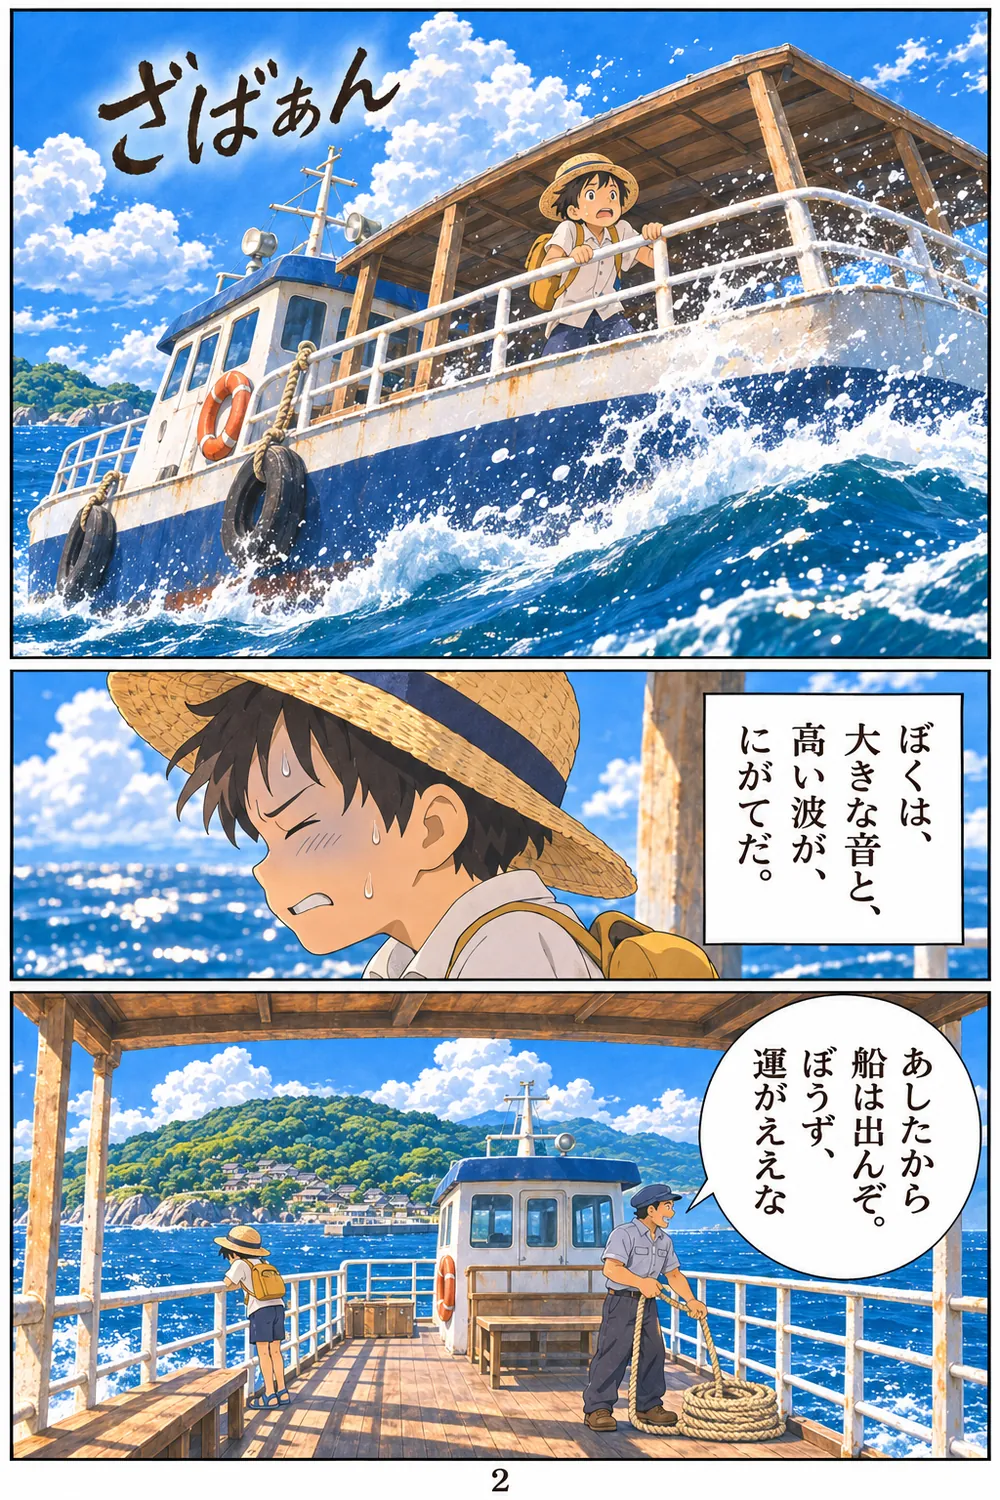 ざばぁん
ぼくは、
大きな音と、
高い波が、
にがてだ。
あしたから
船は出んぞ。
ぼうず、
運がええな
2